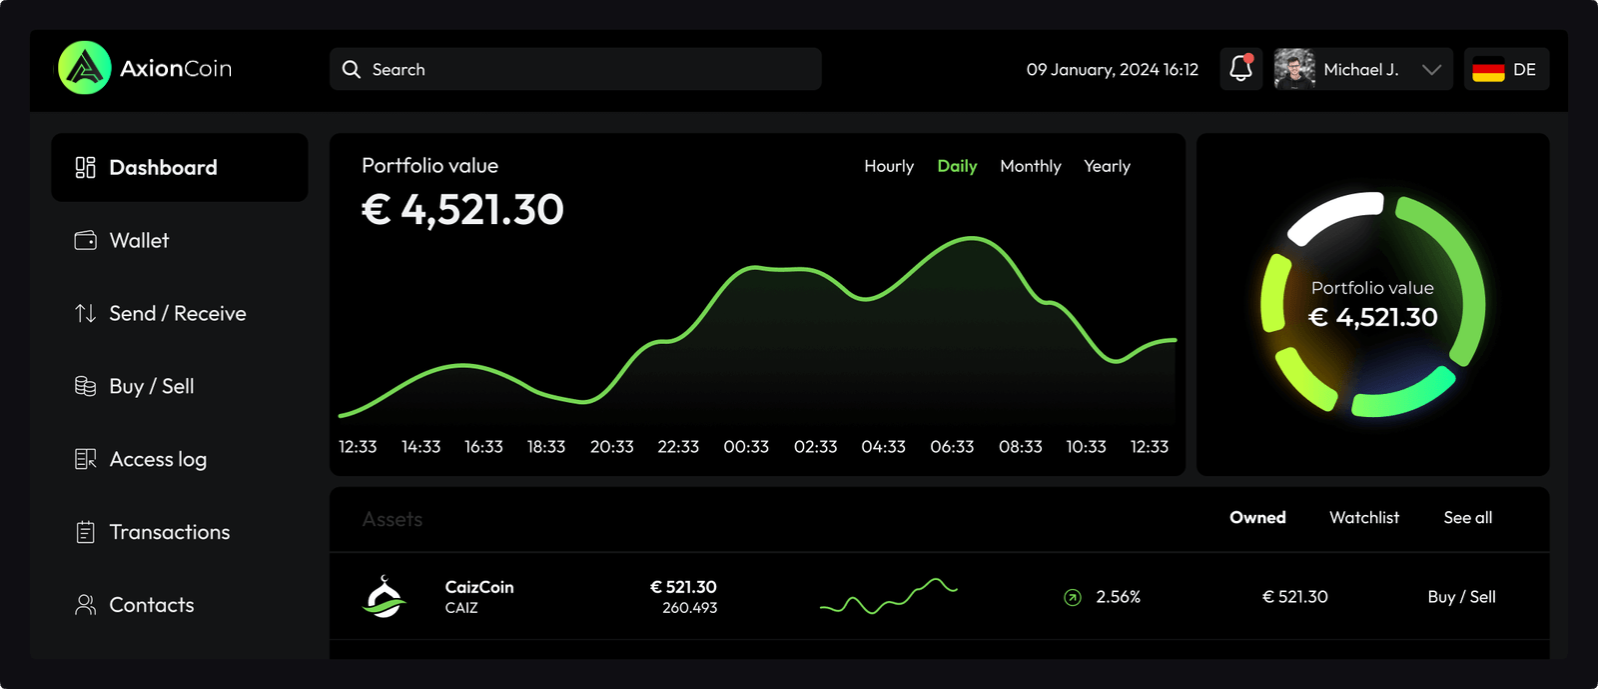 AxionCoin
Search
09 January, 2024 16:12
Michael J.
DE
Dashboard
Wallet
Send / Receive
Buy / Sell
Access log
Transactions
Contacts
Portfolio value
€ 4,521.30
Hourly Daily Monthly Yearly
12:33 14:33 16:33 18:33 20:33 22:33 00:33 02:33 04:33 06:33 08:33 10:33 12:33
Portfolio value
€ 4,521.30
Assets
Owned Watchlist See all
CaizCoin
CAIZ
€ 521.30
260.493
2.56%
€ 521.30
Buy / Sell